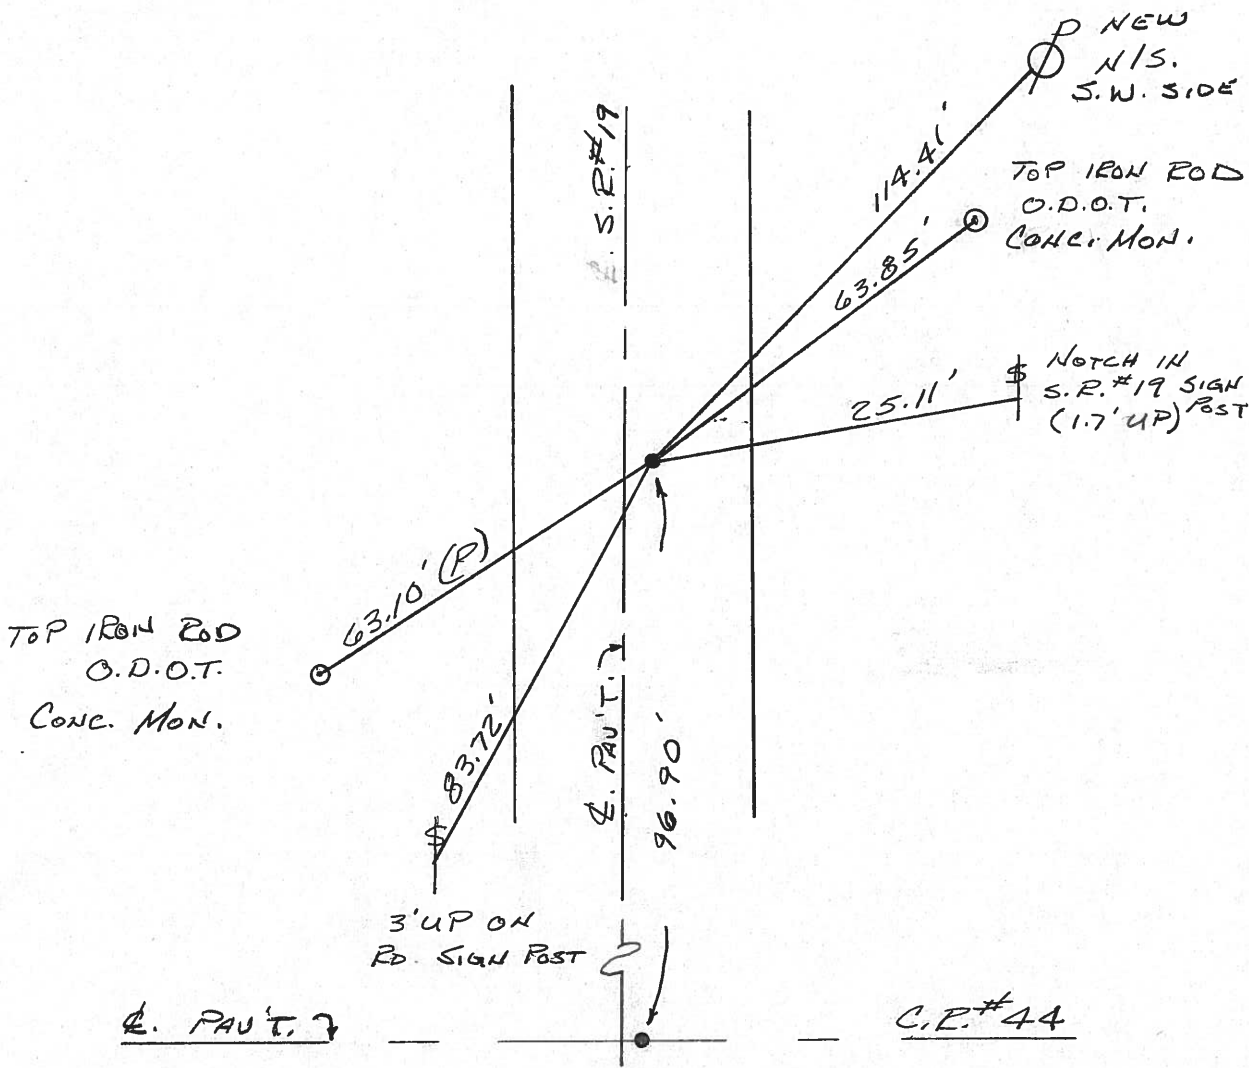 P NEW
N/S.
S.W. SIDE
S.R.#19
114.41'
TOP IRON ROD
O.D.O.T.
CONC. MON.
63.85'
25.11'
$ NOTCH IN
S.R.#19 SIGN
(1.7' UP) POST
63.10' (P)
TOP IRON ROD
O.D.O.T.
CONC. MON.
83.72'
$
℄. PAV'T.
96.90'
3' UP ON
RD. SIGN POST
℄. PAV'T.
C.R.#44